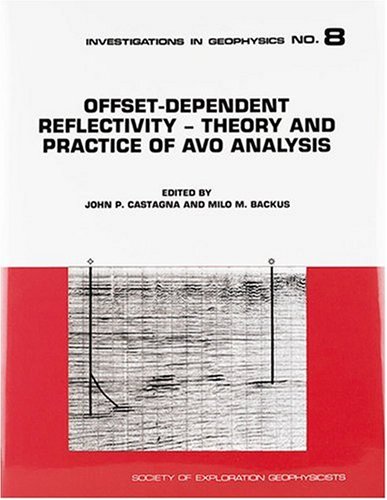 INVESTIGATIONS IN GEOPHYSICS NO. 8
OFFSET-DEPENDENT
REFLECTIVITY – THEORY AND
PRACTICE OF AVO ANALYSIS
EDITED BY
JOHN P. CASTAGNA AND MILO M. BACKUS
SOCIETY OF EXPLORATION GEOPHYSICISTS